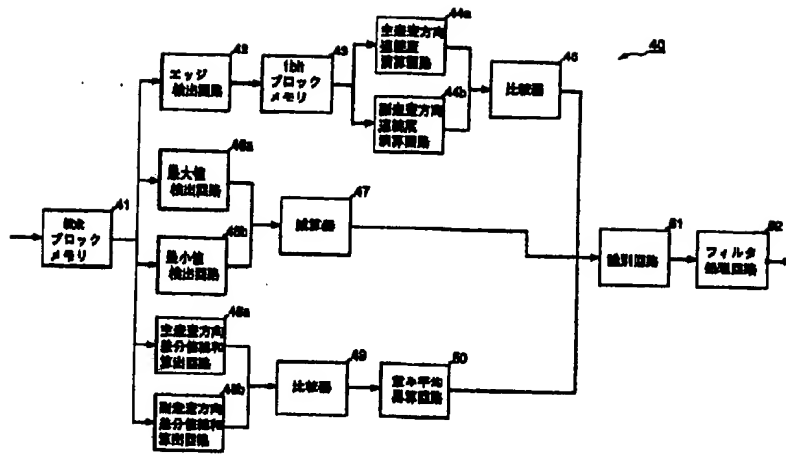 40
42
エッジ
検出回路
43
1bit
ブロック
メモリ
44a
主走査方向
連続度
演算回路
44b
副走査方向
連続度
演算回路
45
比較器
41
ブロック
メモリ
46a
最大値
検出回路
46b
最小値
検出回路
47
減算器
48a
主走査方向
差分値総和
算出回路
48b
副走査方向
差分値総和
算出回路
49
比較器
50
重み平均
演算回路
51
識別回路
52
フィルタ
処理回路